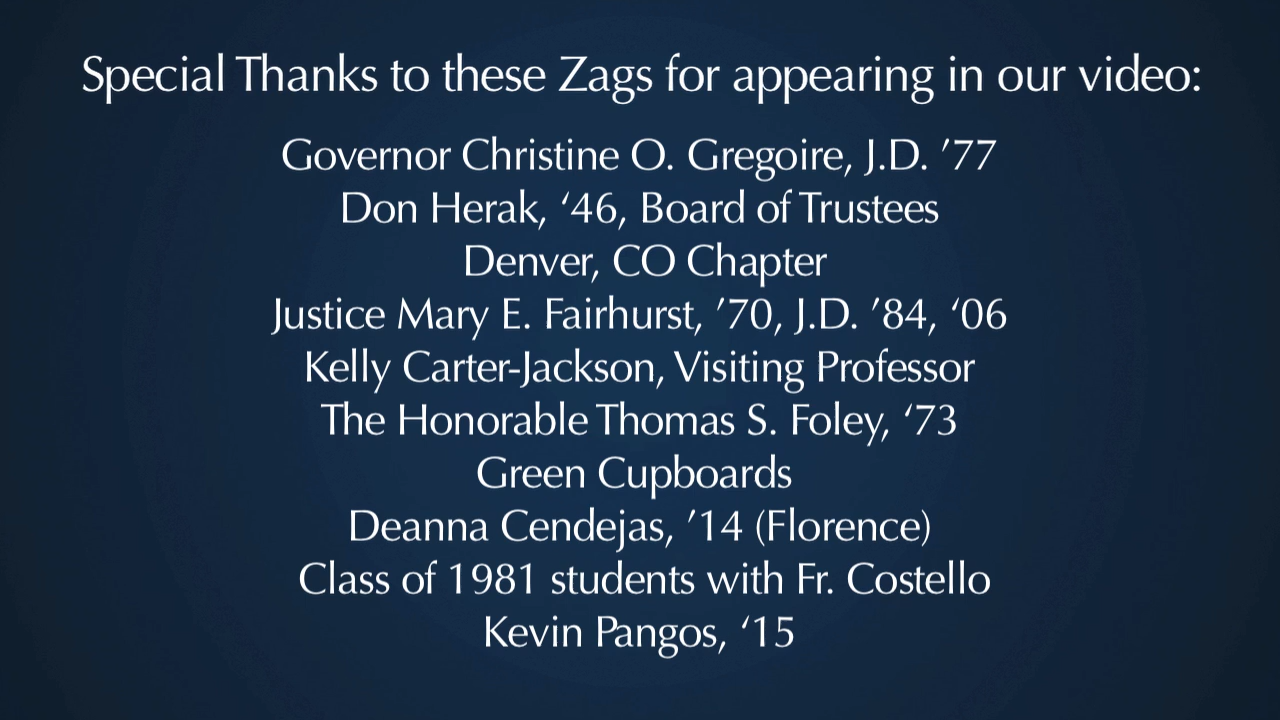 Special Thanks to these Zags for appearing in our video:
Governor Christine O. Gregoire, J.D. ’77
Don Herak, ‘46, Board of Trustees
Denver, CO Chapter
Justice Mary E. Fairhurst, ’70, J.D. ’84, ‘06
Kelly Carter-Jackson, Visiting Professor
The Honorable Thomas S. Foley, ‘73
Green Cupboards
Deanna Cendejas, ’14 (Florence)
Class of 1981 students with Fr. Costello
Kevin Pangos, ‘15